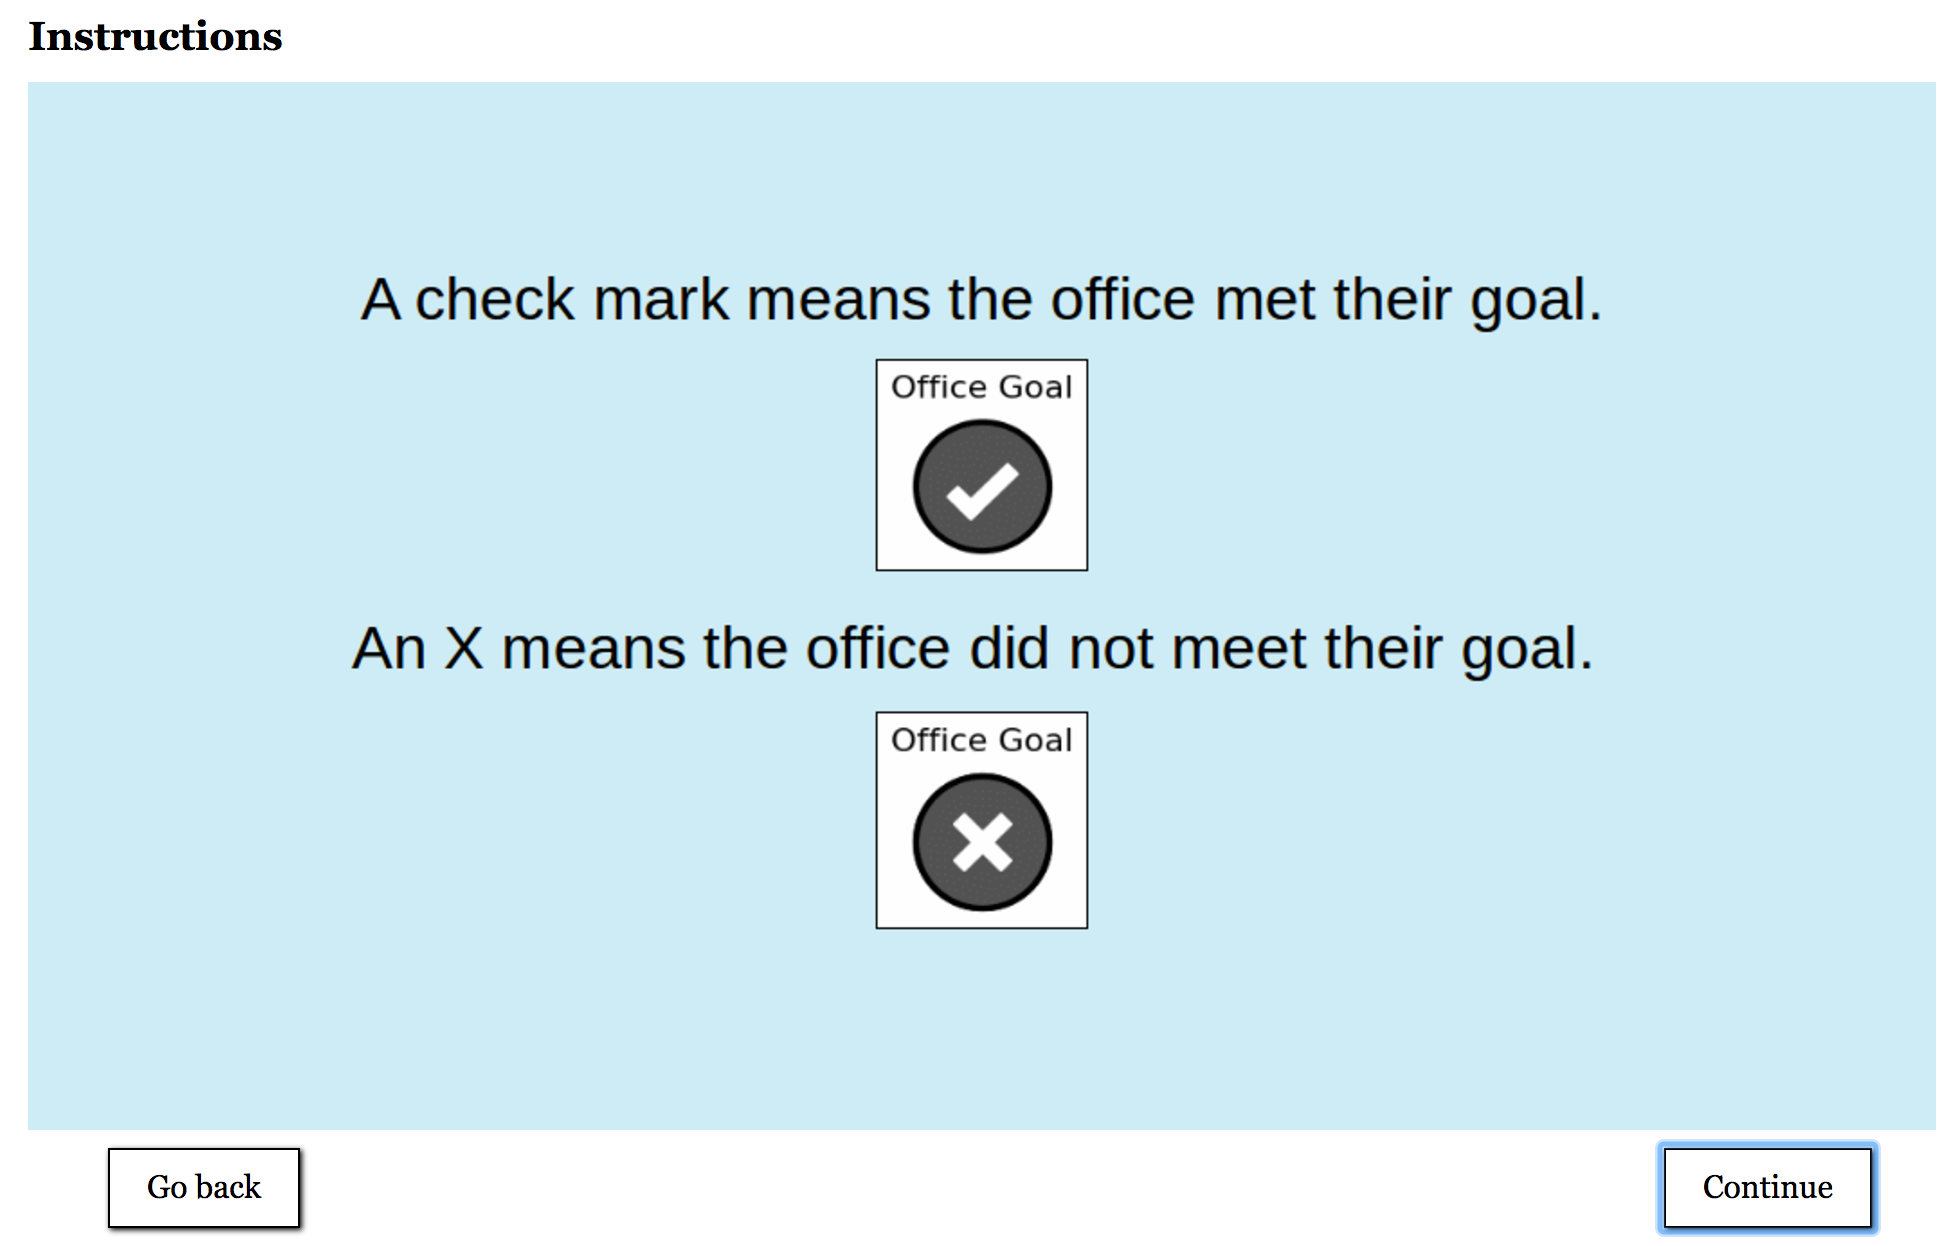 Instructions
A check mark means the office met their goal.
Office Goal
An X means the office did not meet their goal.
Office Goal
Go back
Continue